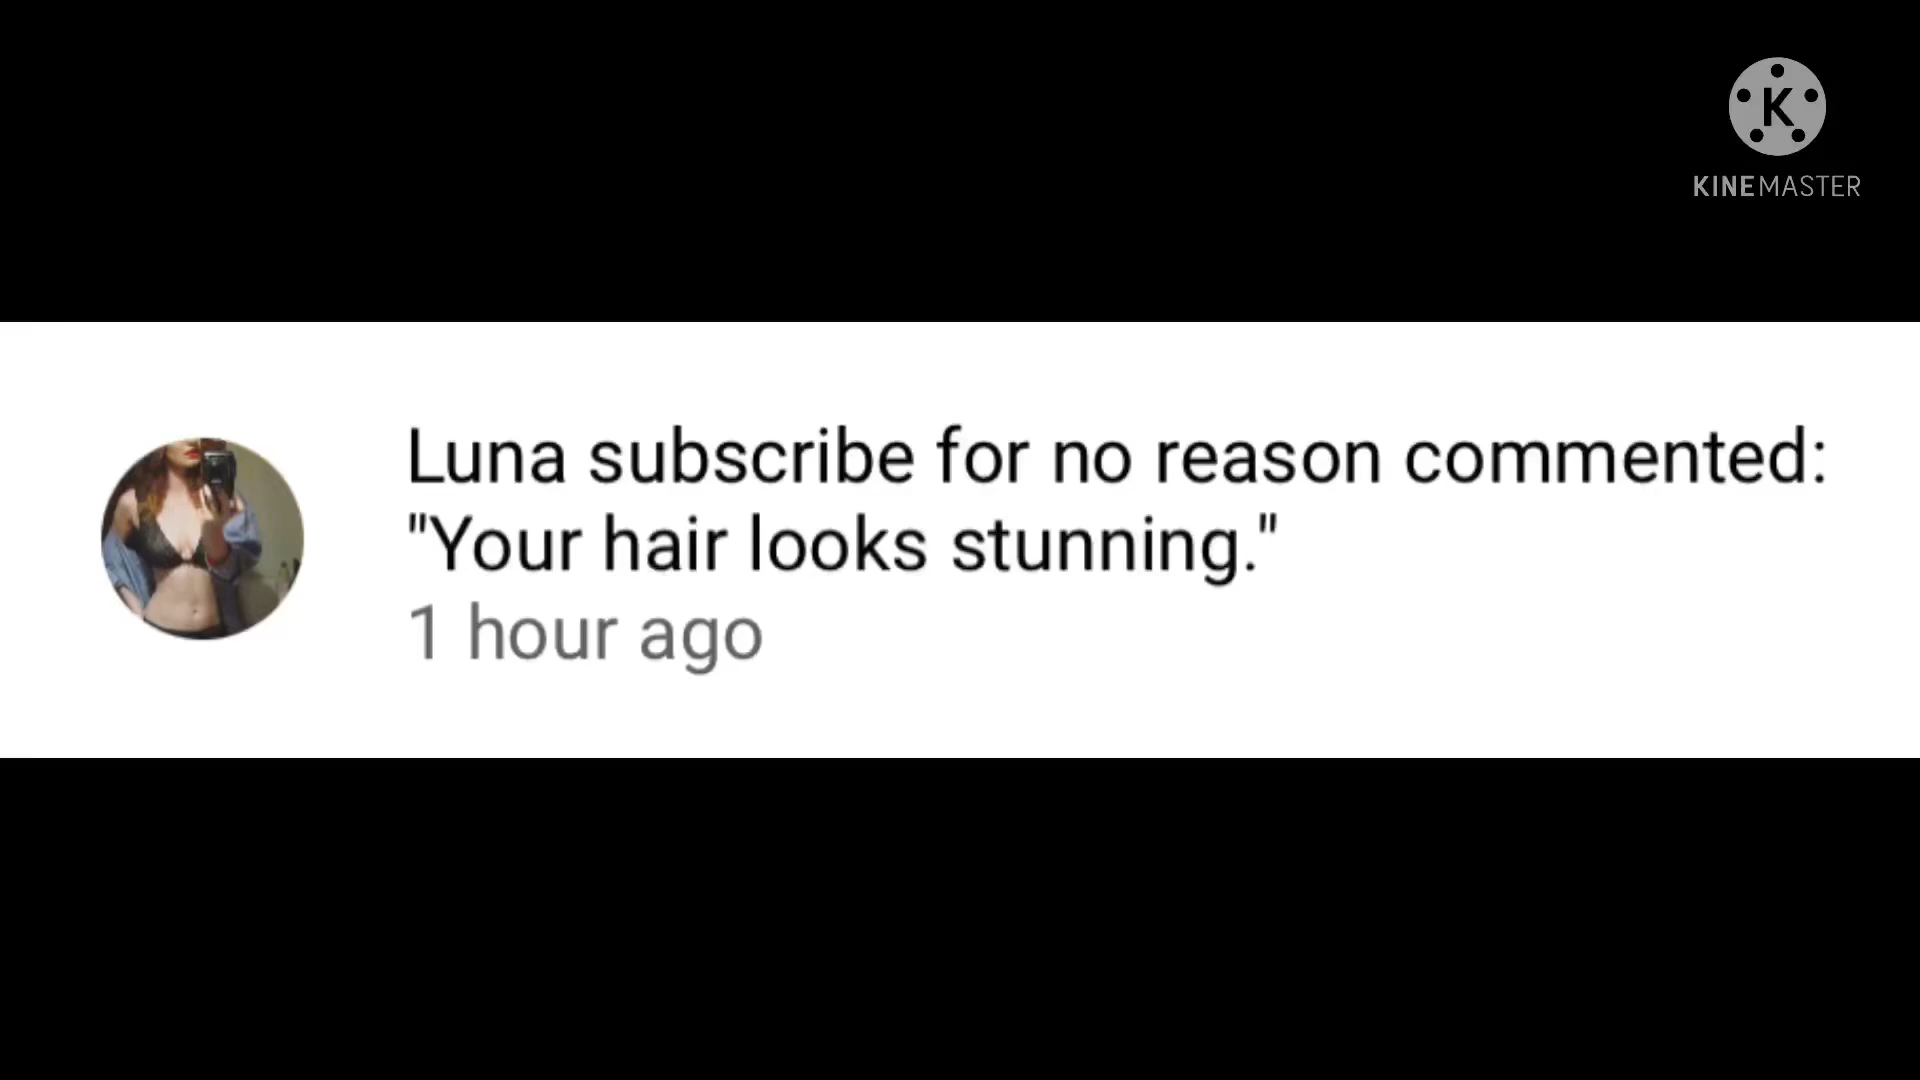 K
KINEMASTER
Luna subscribe for no reason commented:
"Your hair looks stunning."
1 hour ago